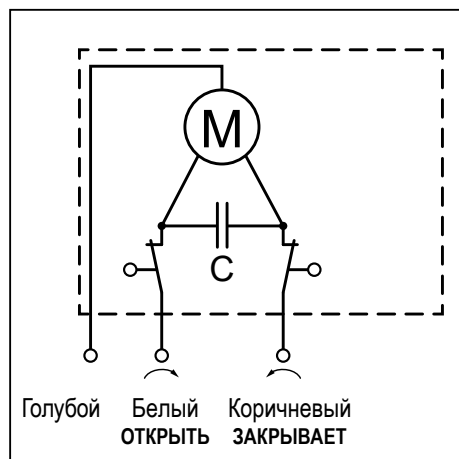 M
C
Голубой Белый Коричневый
ОТКРЫТЬ ЗАКРЫВАЕТ